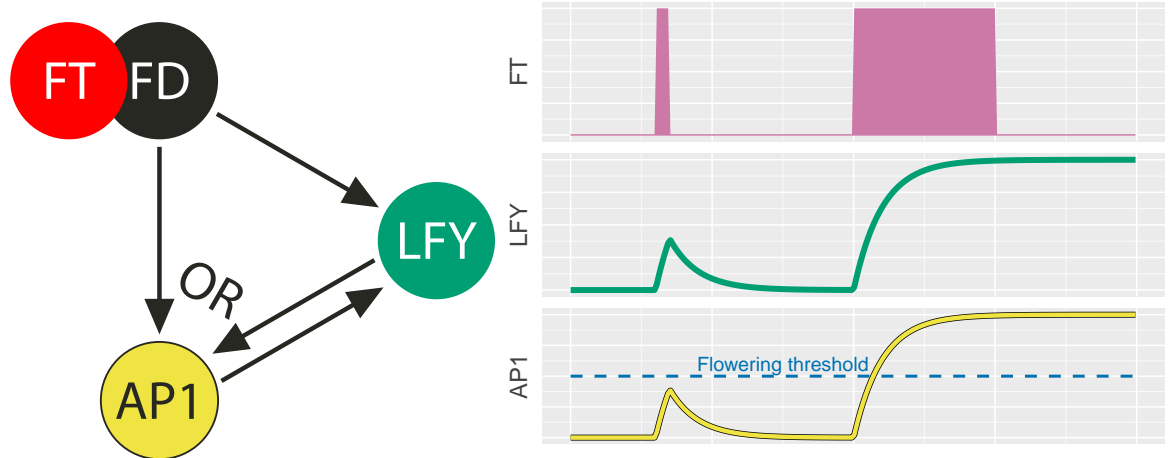 FT FD
LFY
OR
AP1
FT
LFY
AP1
Flowering threshold